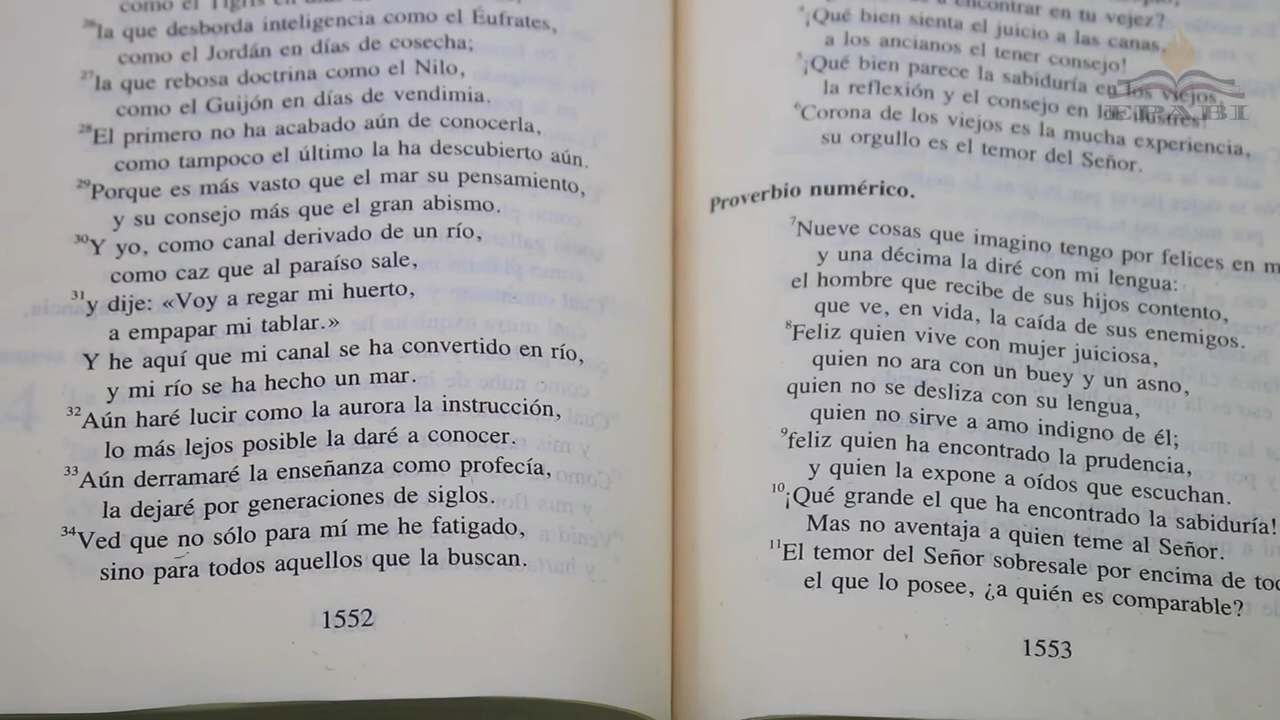 como el Tigris en días de
²⁶la que desborda inteligencia como el Éufrates,
como el Jordán en días de cosecha;
²⁷la que rebosa doctrina como el Nilo,
como el Guijón en días de vendimia.
²⁸El primero no ha acabado aún de conocerla,
como tampoco el último la ha descubierto aún.
²⁹Porque es más vasto que el mar su pensamiento,
y su consejo más que el gran abismo.
³⁰Y yo, como canal derivado de un río,
como caz que al paraíso sale,
³¹y dije: «Voy a regar mi huerto,
a empapar mi tablar.»
Y he aquí que mi canal se ha convertido en río,
y mi río se ha hecho un mar.
³²Aún haré lucir como la aurora la instrucción,
lo más lejos posible la daré a conocer.
³³Aún derramaré la enseñanza como profecía,
la dejaré por generaciones de siglos.
³⁴Ved que no sólo para mí me he fatigado,
sino para todos aquellos que la buscan.
1552
a encontrar en tu vejez?
⁴¡Qué bien sienta el juicio a las canas,
a los ancianos el tener consejo!
⁵¡Qué bien parece la sabiduría en los viejos,
la reflexión y el consejo en los ilustres!
⁶Corona de los viejos es la mucha experiencia,
su orgullo es el temor del Señor.
Proverbio numérico.
⁷Nueve cosas que imagino tengo por felices en m
y una décima la diré con mi lengua:
el hombre que recibe de sus hijos contento,
que ve, en vida, la caída de sus enemigos.
⁸Feliz quien vive con mujer juiciosa,
quien no ara con un buey y un asno,
quien no se desliza con su lengua,
quien no sirve a amo indigno de él;
⁹feliz quien ha encontrado la prudencia,
y quien la expone a oídos que escuchan.
¹⁰¡Qué grande el que ha encontrado la sabiduría!
Mas no aventaja a quien teme al Señor.
¹¹El temor del Señor sobresale por encima de tod
el que lo posee, ¿a quién es comparable?
1553
EPABI